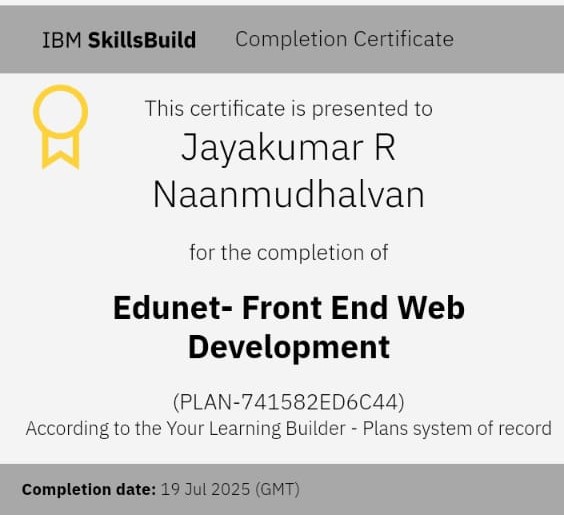 IBM SkillsBuild Completion Certificate
This certificate is presented to
Jayakumar R
Naanmudhalvan
for the completion of
Edunet- Front End Web
Development
(PLAN-741582ED6C44)
According to the Your Learning Builder - Plans system of record
Completion date: 19 Jul 2025 (GMT)